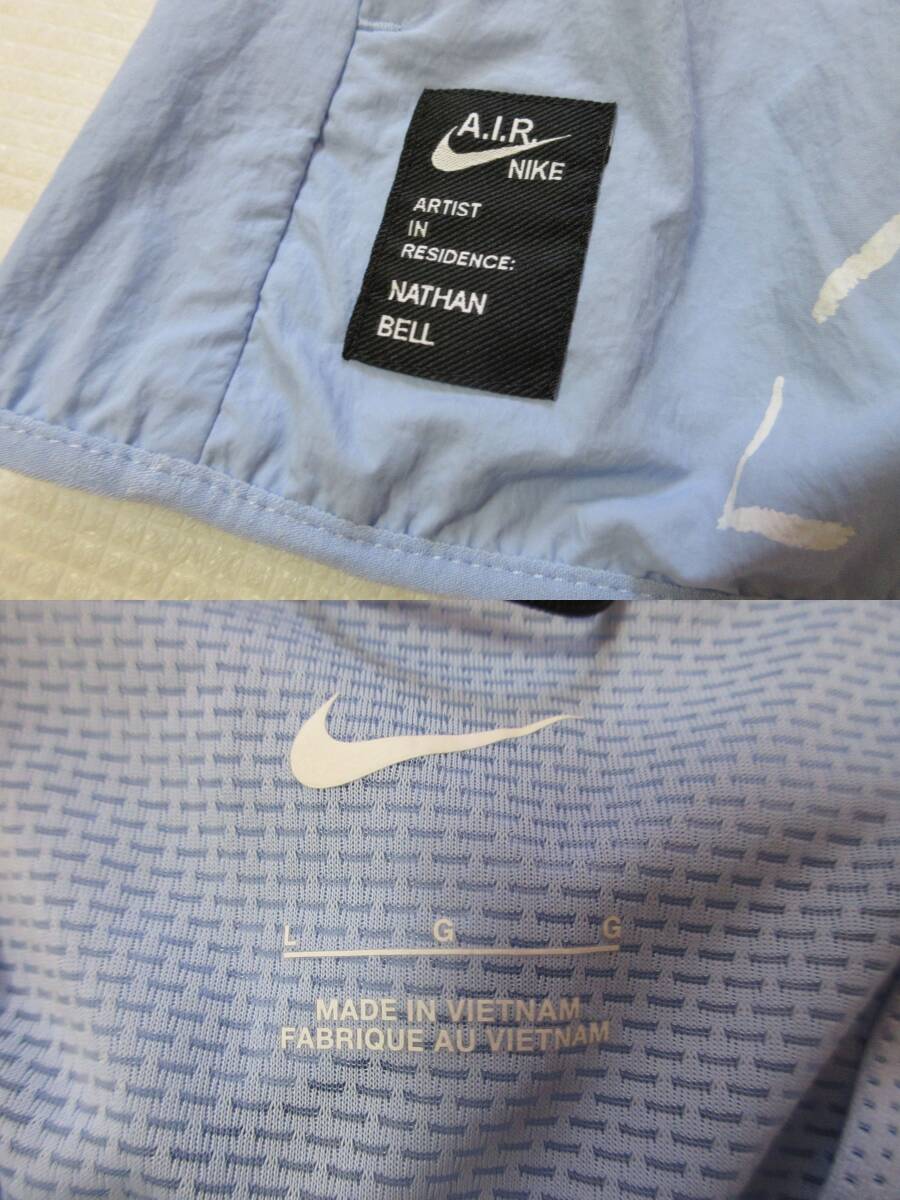 A.I.R.
NIKE
ARTIST
IN
RESIDENCE:
NATHAN
BELL
L G G
MADE IN VIETNAM
FABRIQUE AU VIETNAM